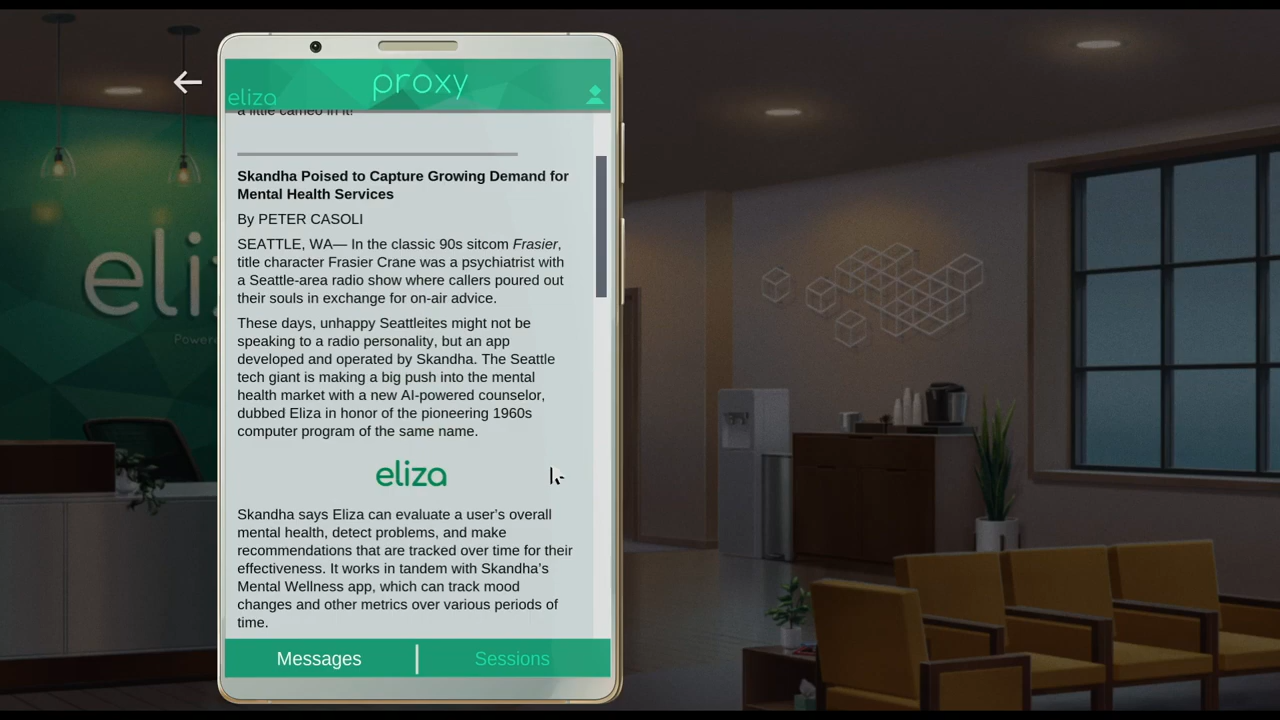 proxy
eliza
a little cameo in it!
Skandha Poised to Capture Growing Demand for
Mental Health Services
By PETER CASOLI
SEATTLE, WA— In the classic 90s sitcom Frasier,
title character Frasier Crane was a psychiatrist with
a Seattle-area radio show where callers poured out
their souls in exchange for on-air advice.
These days, unhappy Seattleites might not be
speaking to a radio personality, but an app
developed and operated by Skandha. The Seattle
tech giant is making a big push into the mental
health market with a new AI-powered counselor,
dubbed Eliza in honor of the pioneering 1960s
computer program of the same name.
eliza
Skandha says Eliza can evaluate a user's overall
mental health, detect problems, and make
recommendations that are tracked over time for their
effectiveness. It works in tandem with Skandha's
Mental Wellness app, which can track mood
changes and other metrics over various periods of
time.
Messages
Sessions
eli
Powere